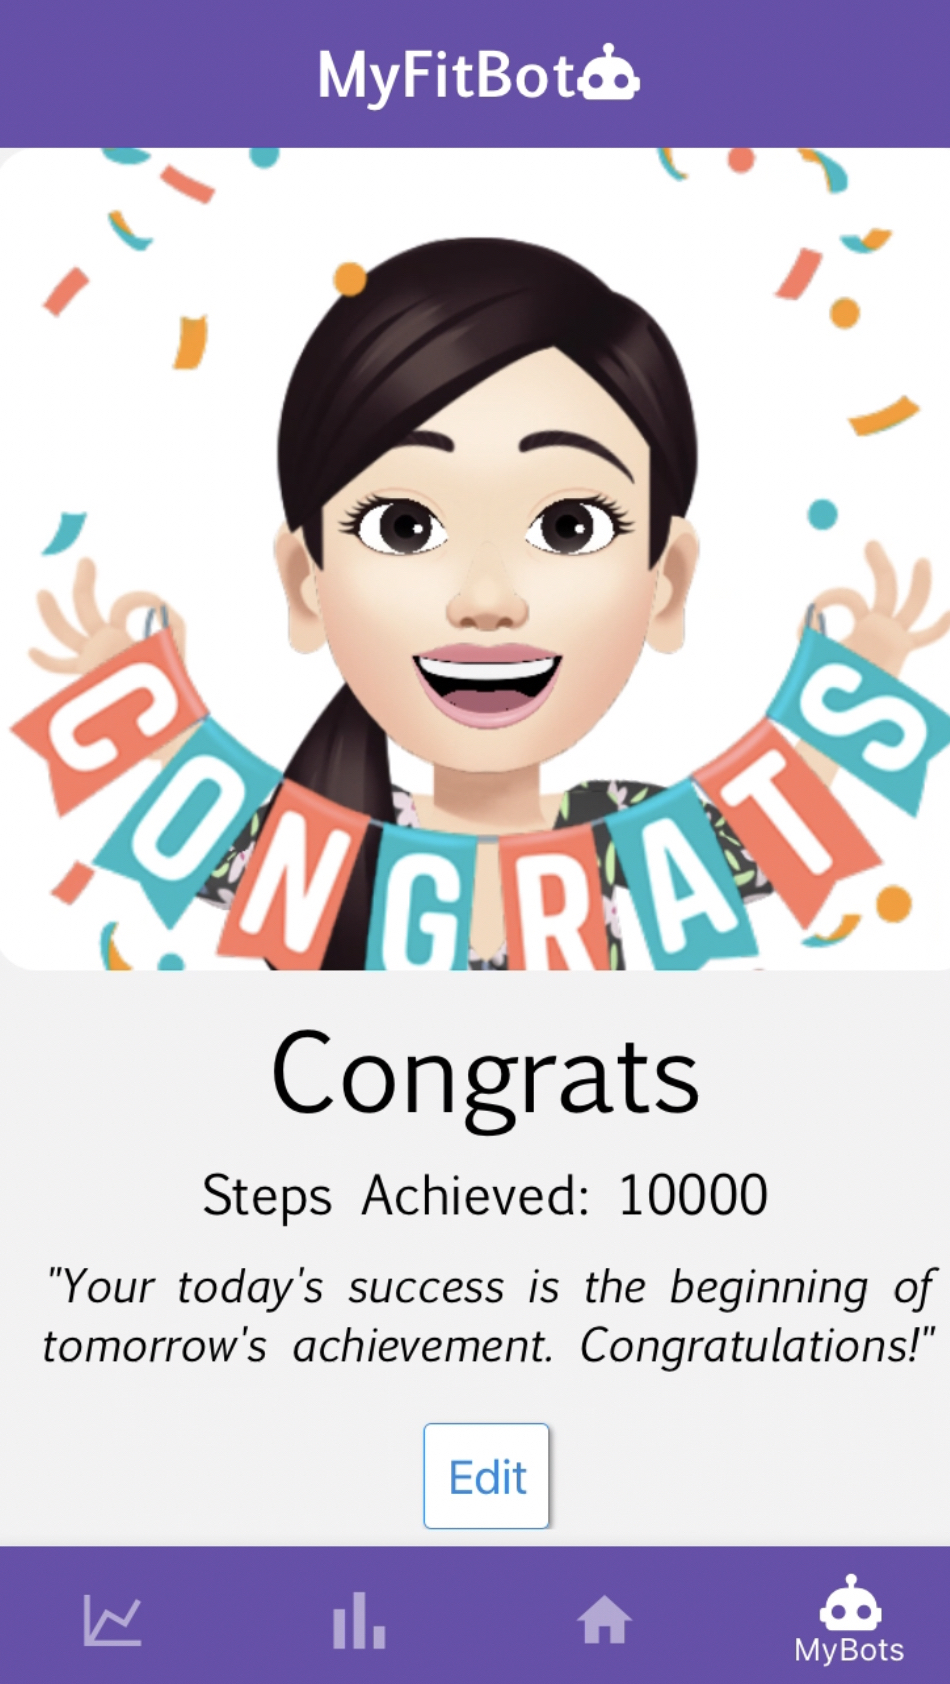 MyFitBot
CONGRATS
Congrats
Steps Achieved: 10000
"Your today's success is the beginning of
tomorrow's achievement. Congratulations!"
Edit
MyBots